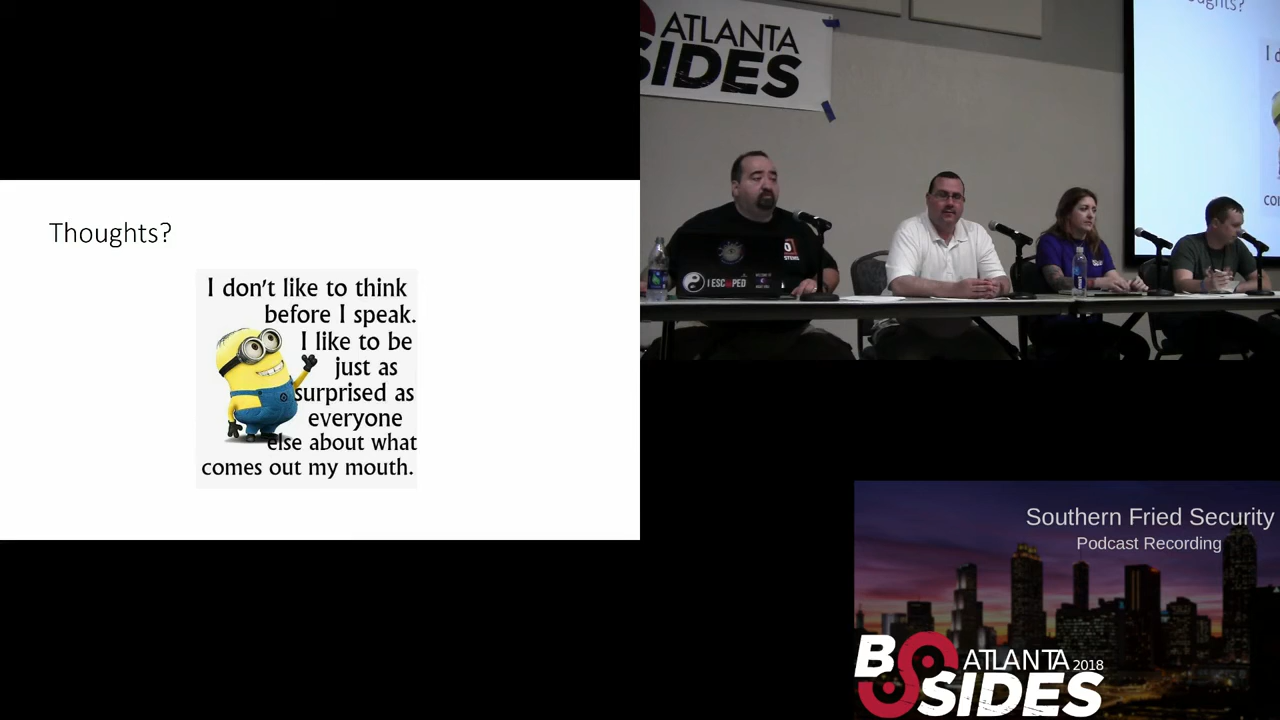 Thoughts?
I don't like to think
before I speak.
I like to be
just as
surprised as
everyone
else about what
comes out my mouth.
ATLANTA
SIDES
I ESCAPED
Southern Fried Security
Podcast Recording
B
ATLANTA 2018
SIDES